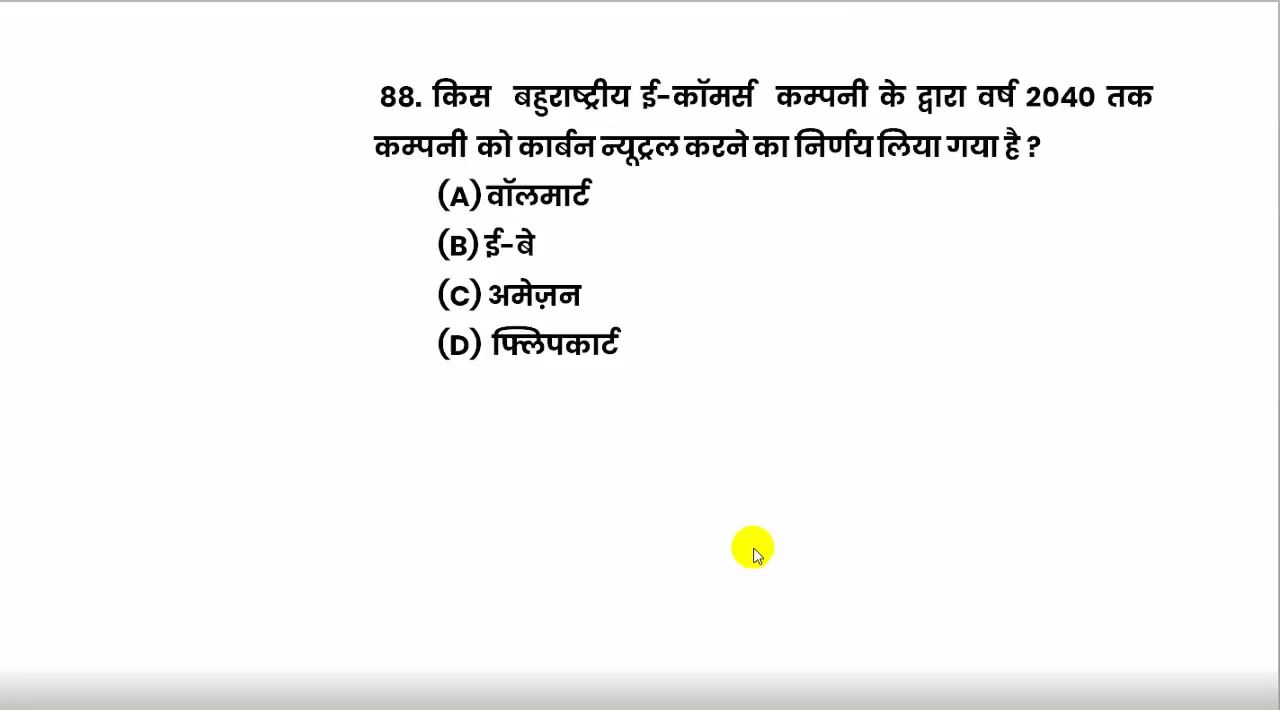 88. किस बहुराष्ट्रीय ई-कॉमर्स कम्पनी के द्वारा वर्ष 2040 तक
कम्पनी को कार्बन न्यूट्रल करने का निर्णय लिया गया है ?
(A) वॉलमार्ट
(B) ई-बे
(C) अमेज़न
(D) फ्लिपकार्ट